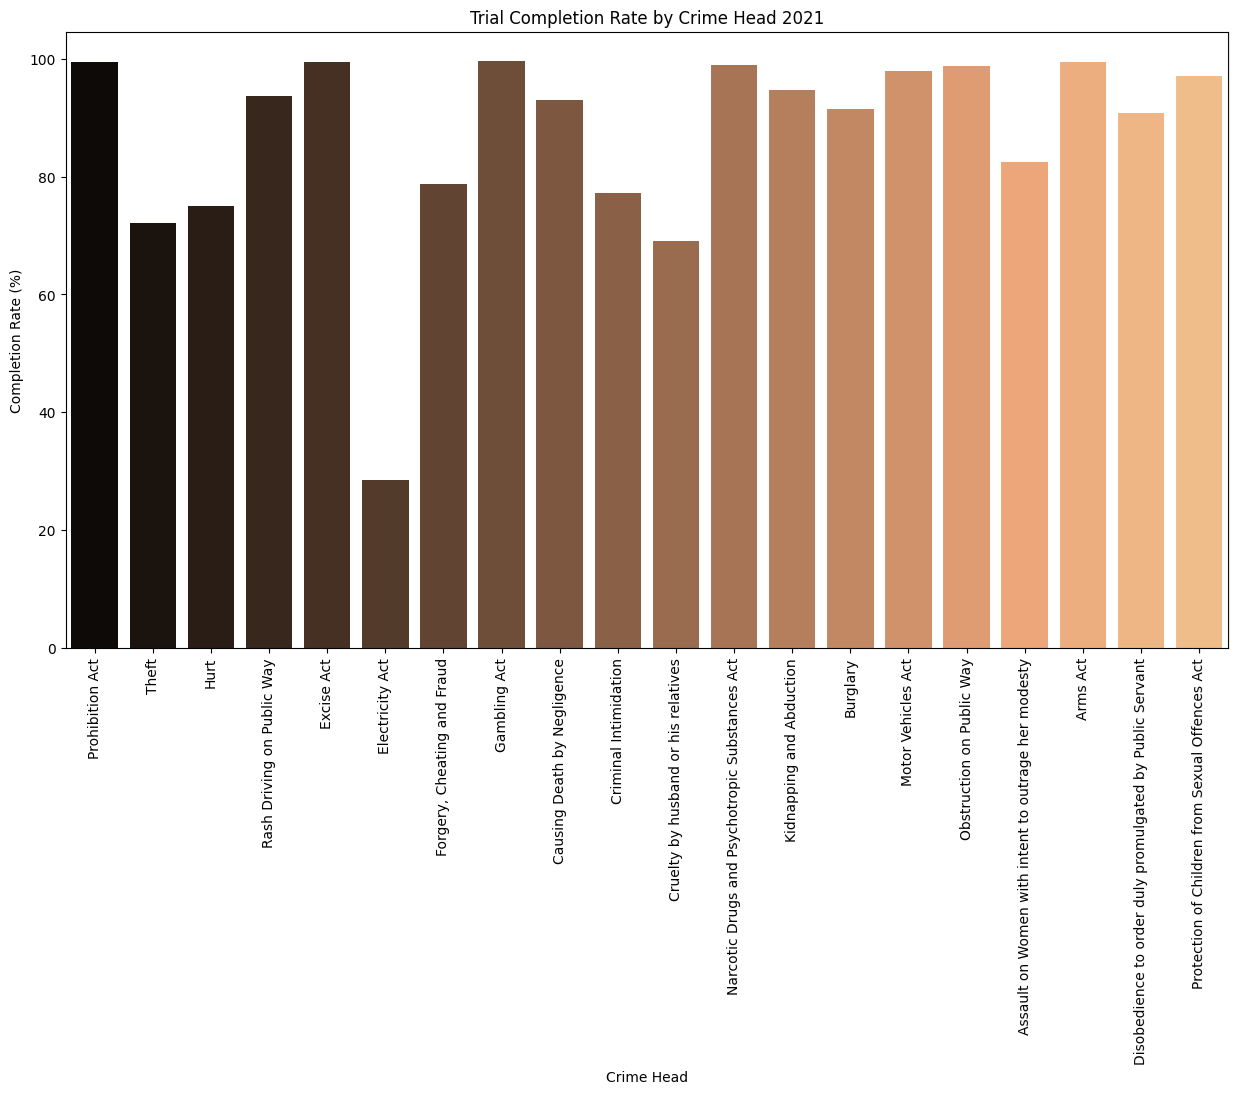 Trial Completion Rate by Crime Head 2021
Completion Rate (%)
100
80
60
40
20
0
Prohibition Act
Theft
Hurt
Rash Driving on Public Way
Excise Act
Electricity Act
Forgery, Cheating and Fraud
Gambling Act
Causing Death by Negligence
Criminal Intimidation
Cruelty by husband or his relatives
Narcotic Drugs and Psychotropic Substances Act
Kidnapping and Abduction
Burglary
Motor Vehicles Act
Obstruction on Public Way
Assault on Women with intent to outrage her modesty
Arms Act
Disobedience to order duly promulgated by Public Servant
Protection of Children from Sexual Offences Act
Crime Head